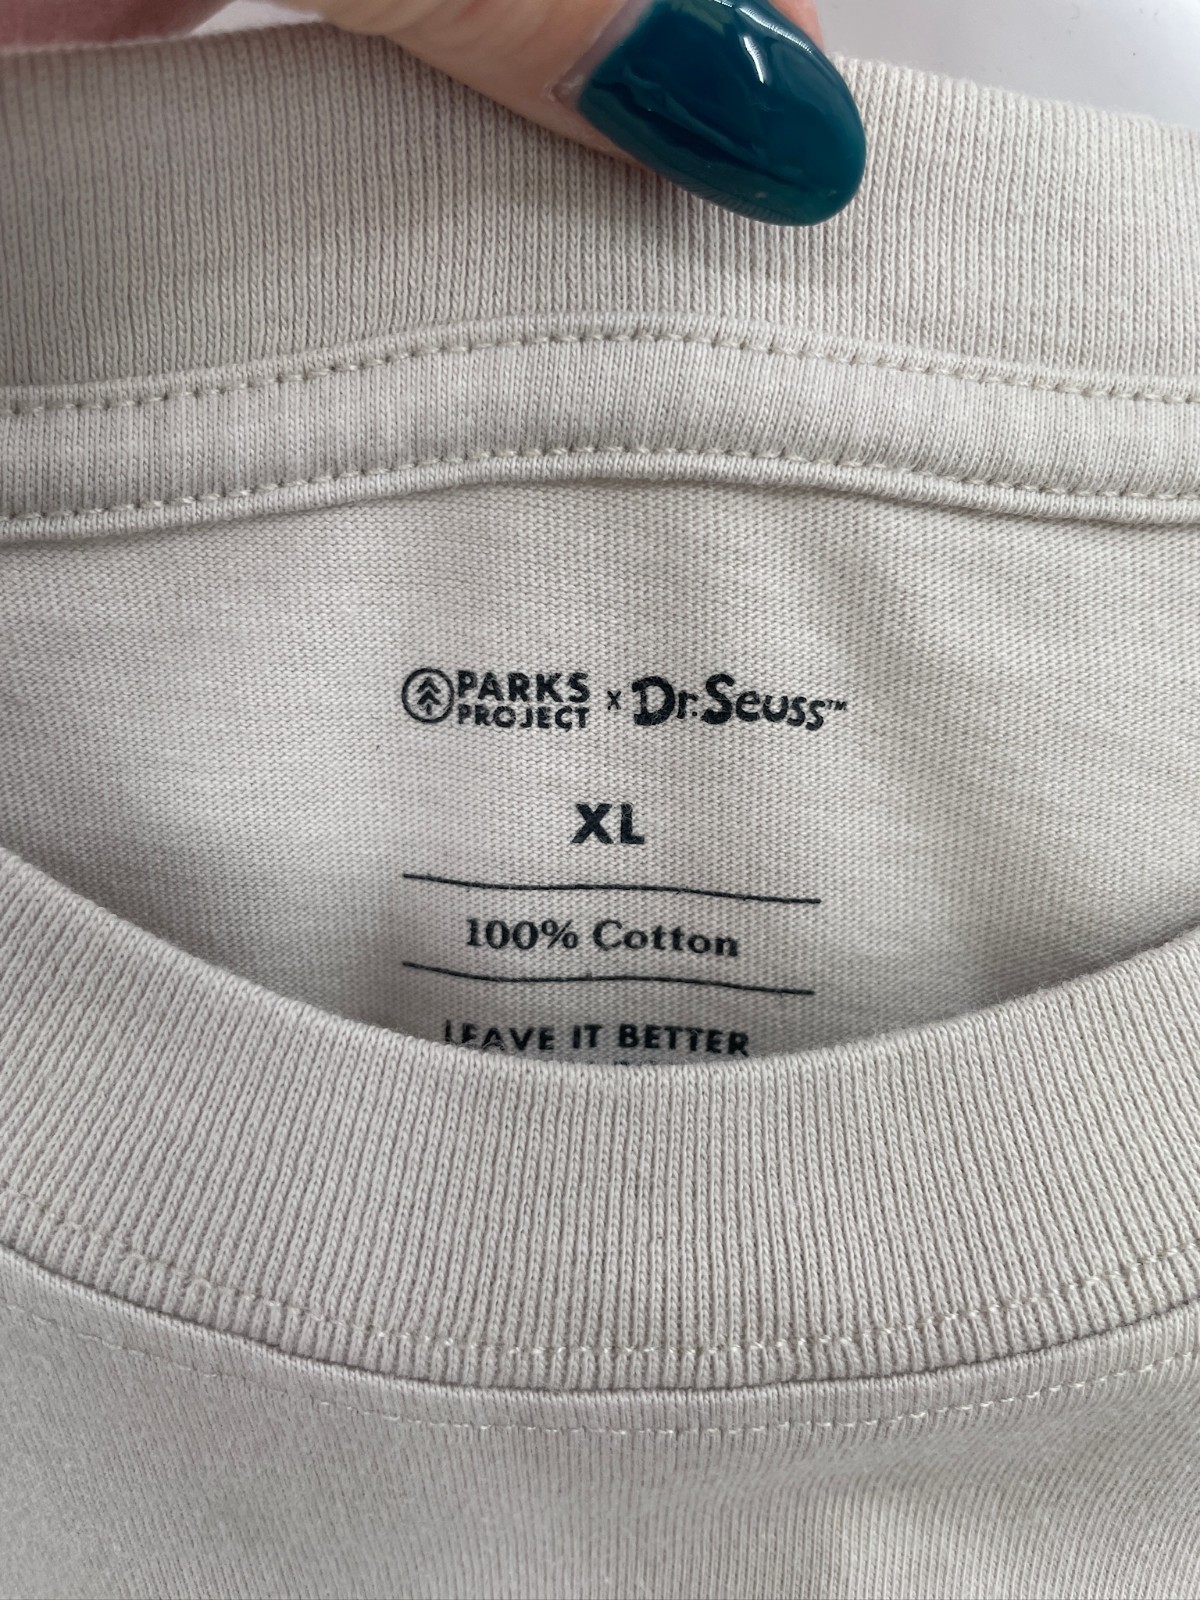 PARKS PROJECT x Dr. Seuss™
XL
100% Cotton
LEAVE IT BETTER